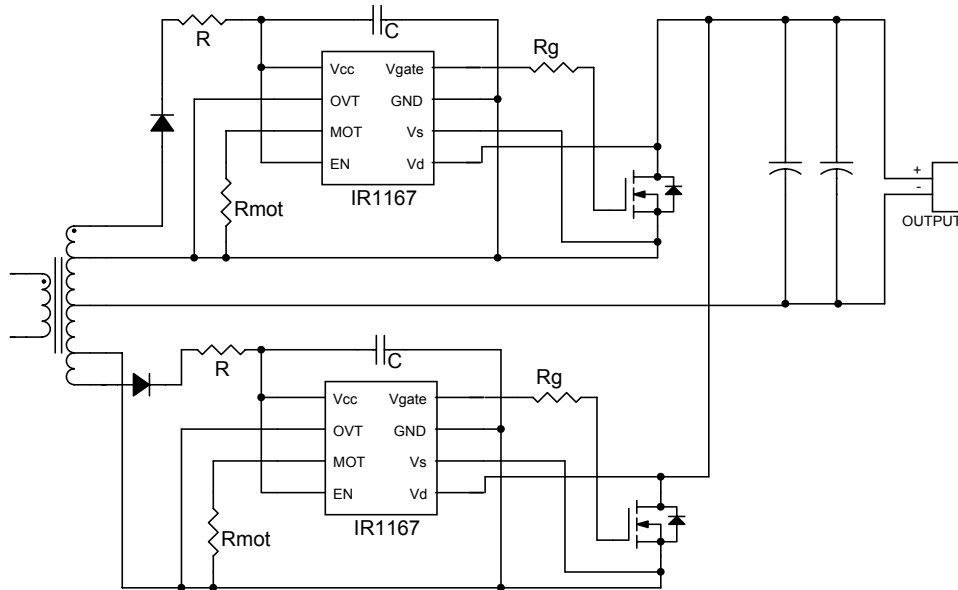 R
C
Rg
Vcc
Vgate
OVT
GND
MOT
Vs
EN
Vd
IR1167
Rmot
+
-
OUTPUT
R
C
Rg
Vcc
Vgate
OVT
GND
MOT
Vs
EN
Vd
IR1167
Rmot